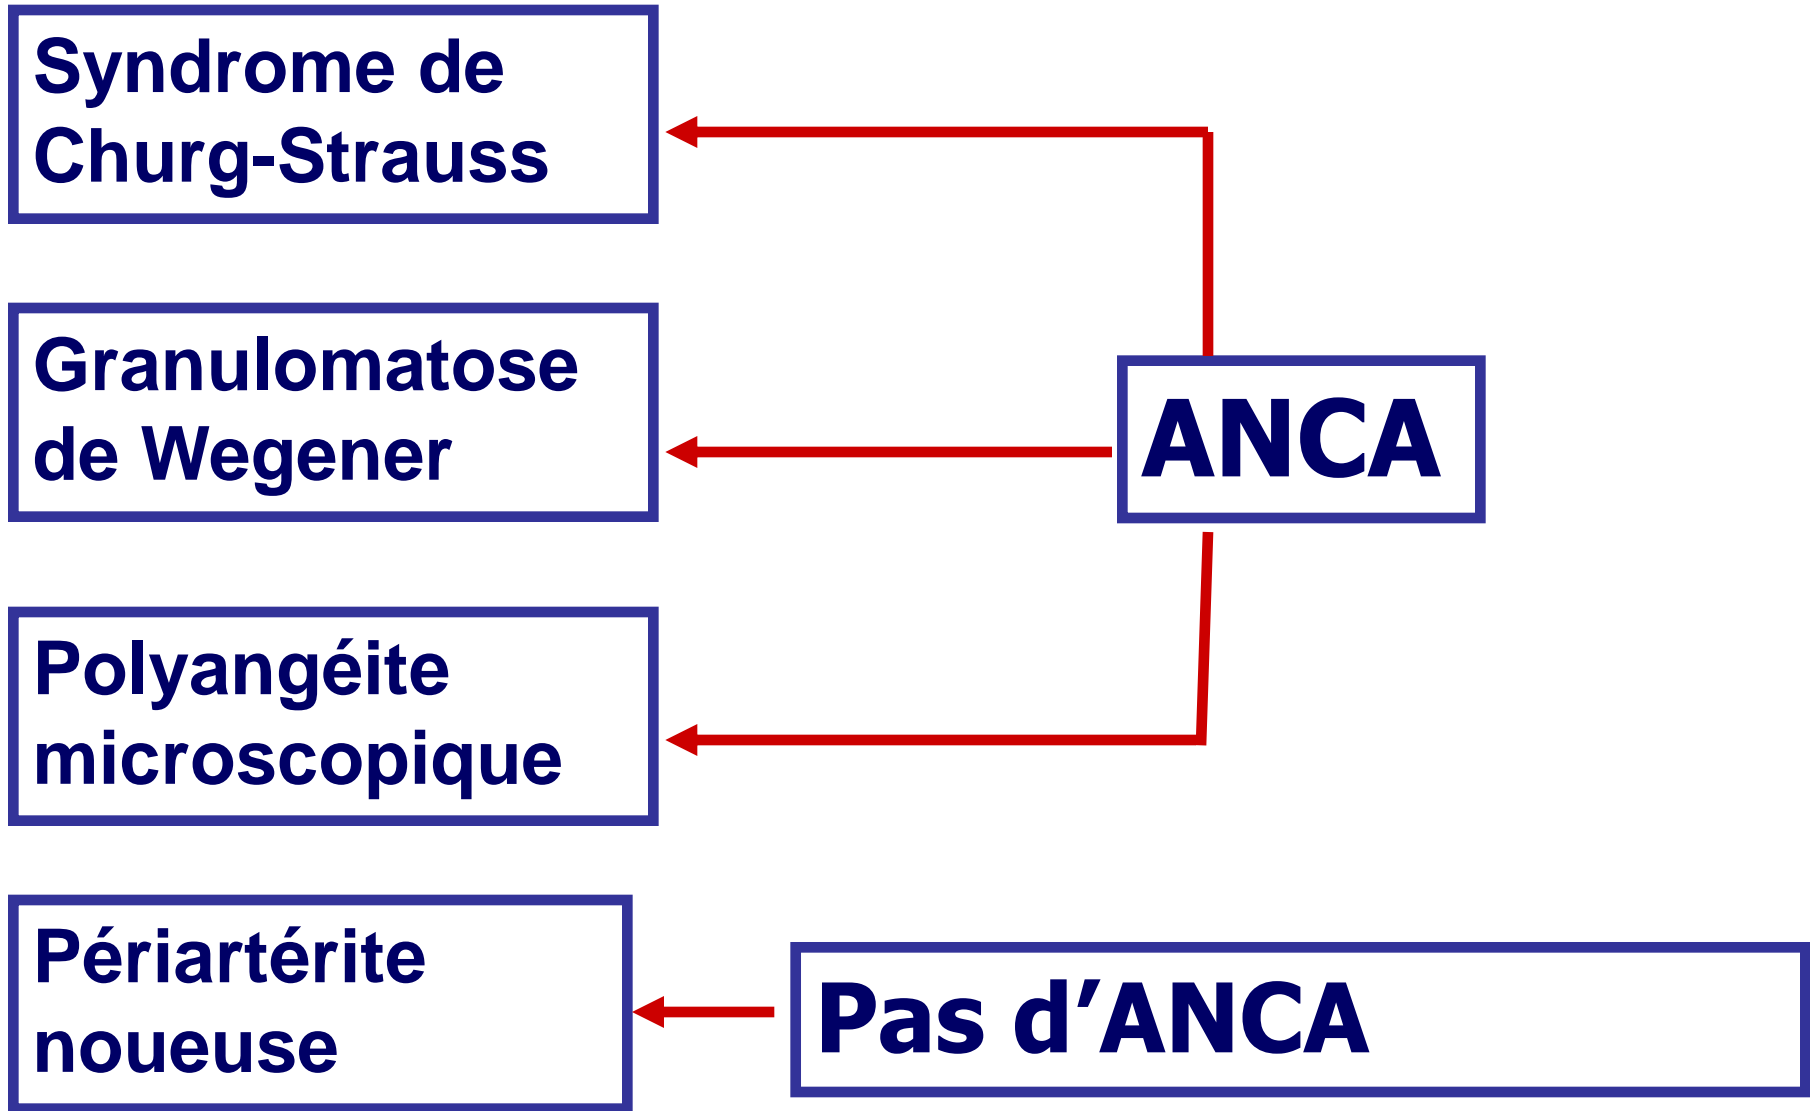 Syndrome de
Churg-Strauss
Granulomatose
de Wegener
ANCA
Polyangéite
microscopique
Périartérite
noueuse
Pas d’ANCA